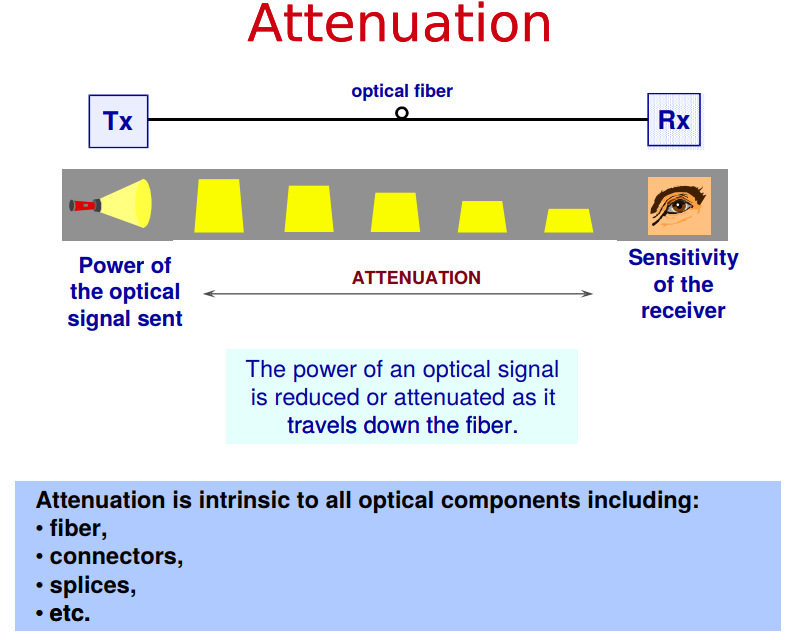 Attenuation
optical fiber
Tx
Rx
Power of
the optical
signal sent
ATTENUATION
Sensitivity
of the
receiver
The power of an optical signal
is reduced or attenuated as it
travels down the fiber.
Attenuation is intrinsic to all optical components including:
• fiber,
• connectors,
• splices,
• etc.